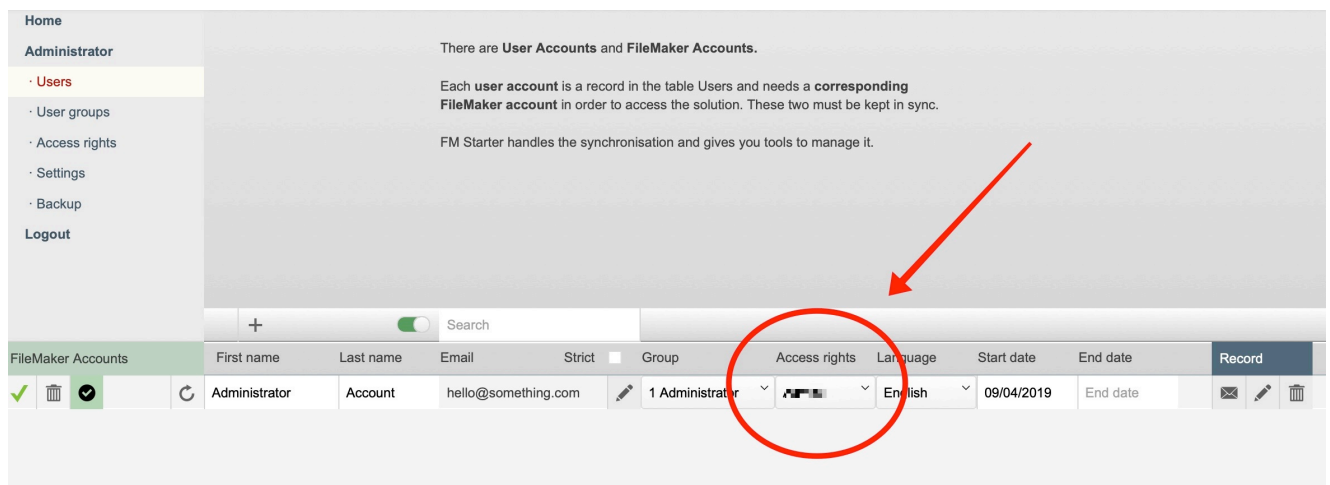 Home
Administrator
· Users
· User groups
· Access rights
· Settings
· Backup
Logout
There are User Accounts and FileMaker Accounts.
Each user account is a record in the table Users and needs a corresponding
FileMaker account in order to access the solution. These two must be kept in sync.
FM Starter handles the synchronisation and gives you tools to manage it.
+ Search
FileMaker Accounts First name Last name Email Strict Group Access rights Language Start date End date Record
Administrator Account hello@something.com 1 Administrator English 09/04/2019 End date